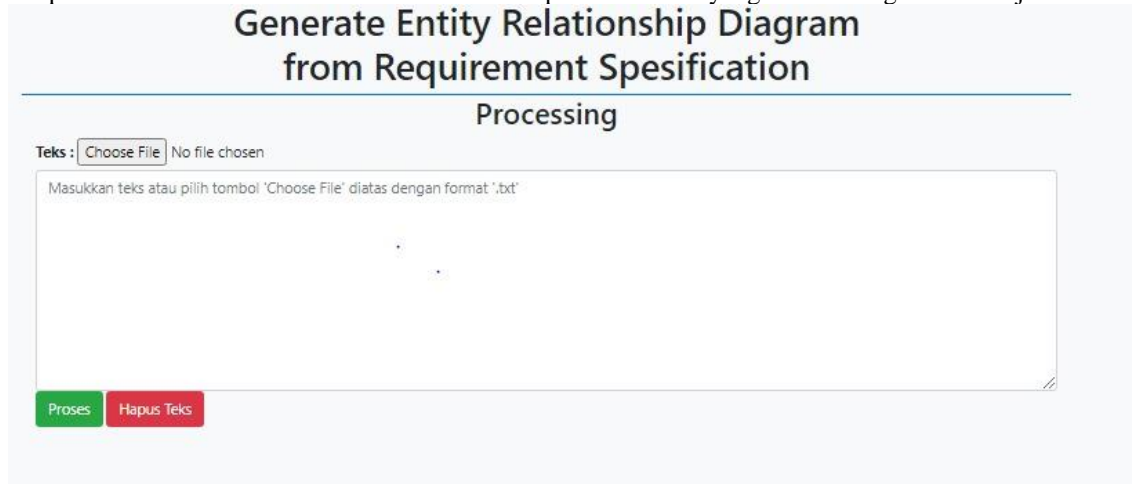 Generate Entity Relationship Diagram
from Requirement Spesification
Processing
Teks : Choose File No file chosen
Masukkan teks atau pilih tombol 'Choose File' diatas dengan format '.txt'
Proses Hapus Teks